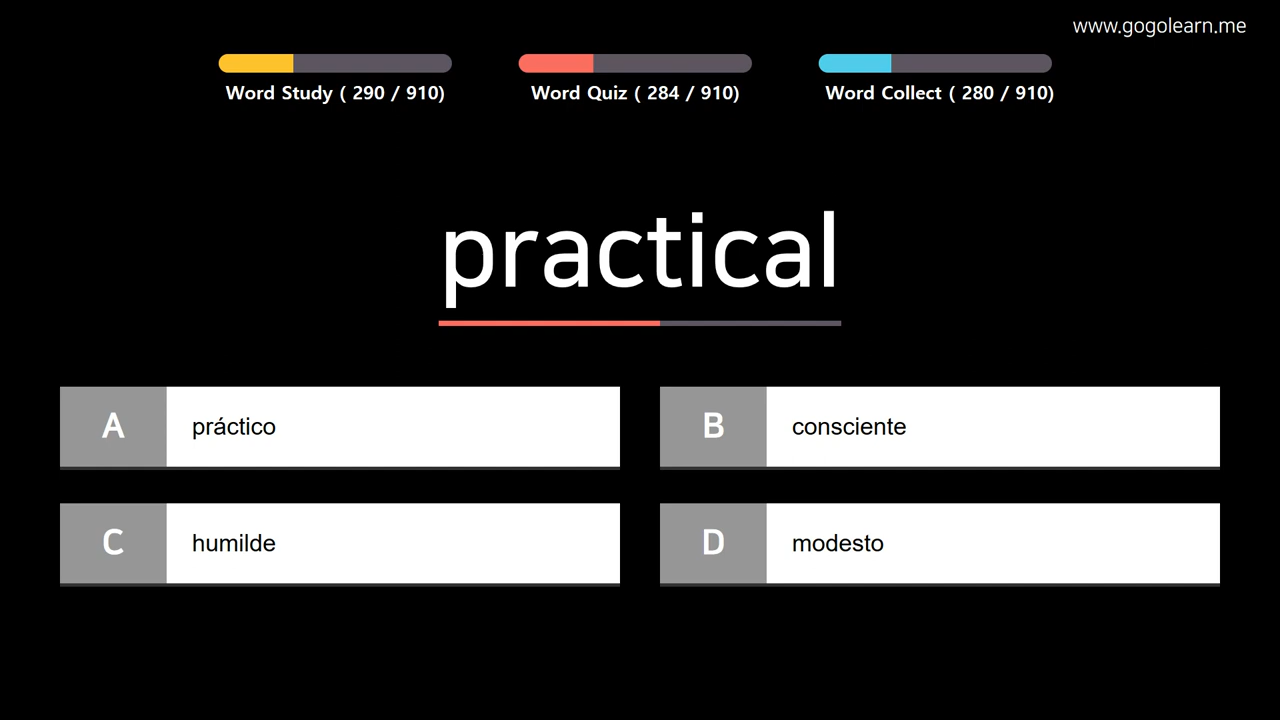 www.gogolearn.me
Word Study ( 290 / 910)
Word Quiz ( 284 / 910)
Word Collect ( 280 / 910)
practical
A práctico
B consciente
C humilde
D modesto